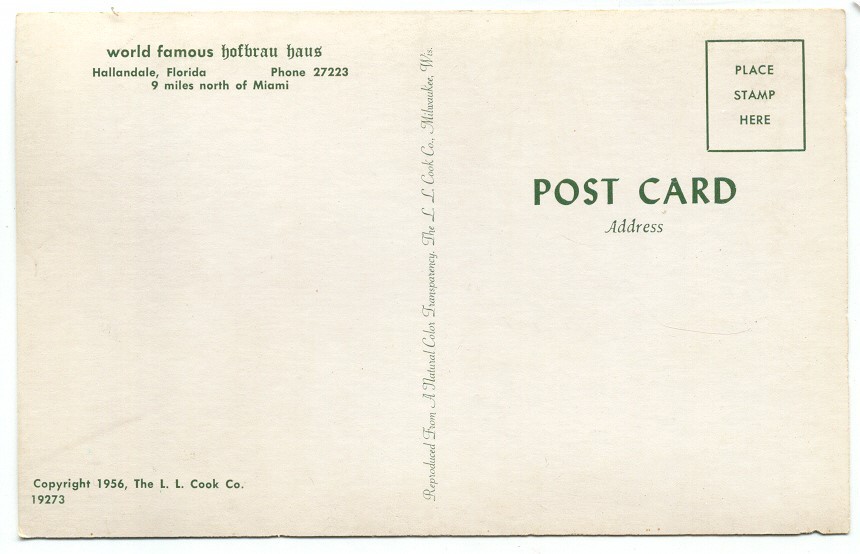 world famous hofbrau haus
Hallandale, Florida Phone 27223
9 miles north of Miami
Copyright 1956, The L. L. Cook Co.
19273
Reproduced From A Natural Color Transparency. The L. L. Cook Co., Milwaukee, Wis.
PLACE
STAMP
HERE
POST CARD
Address